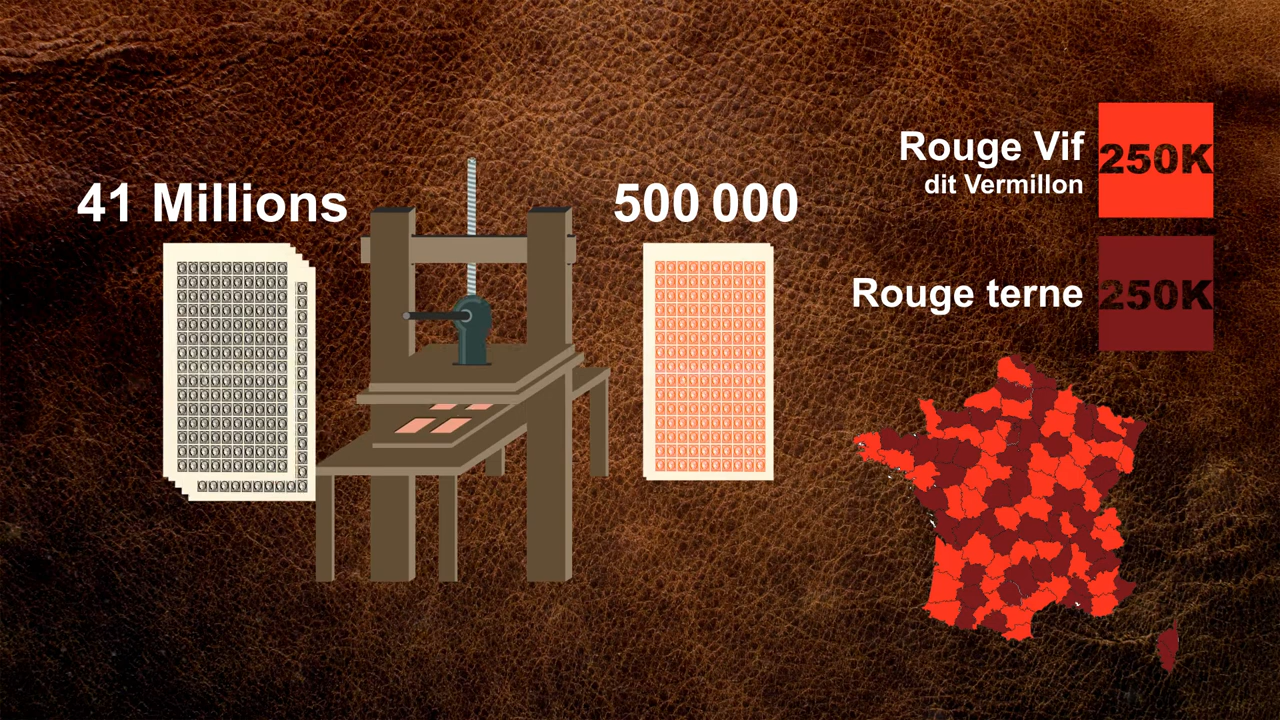 41 Millions
500 000
Rouge Vif
dit Vermillon
250K
Rouge terne
250K